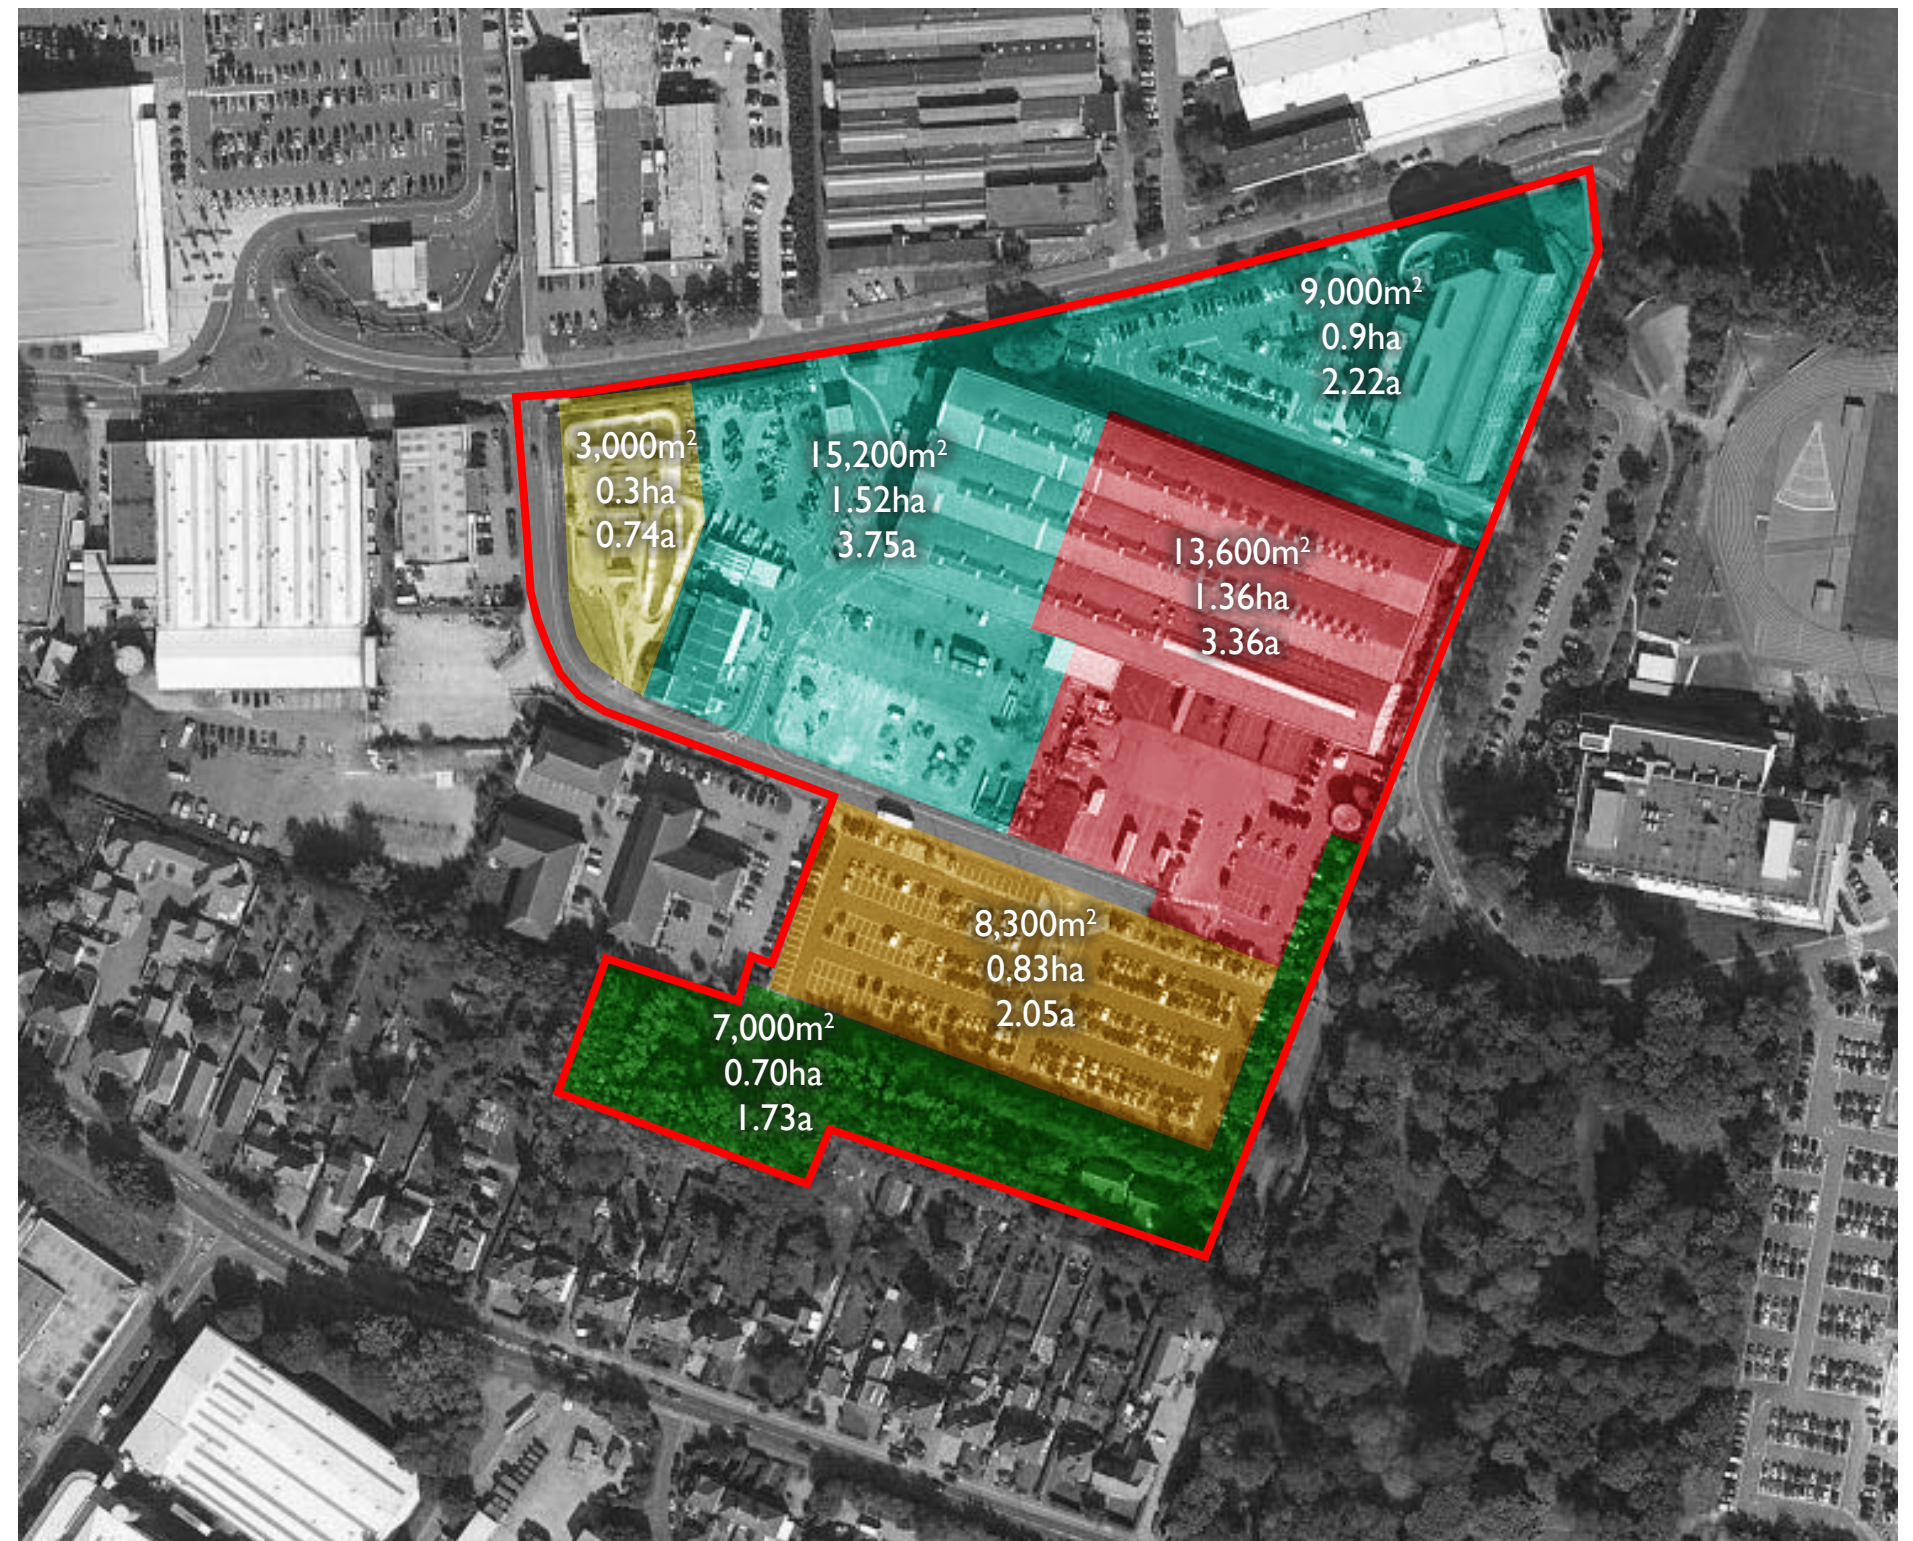 9,000m²
0.9ha
2.22a
3,000m²
0.3ha
0.74a
15,200m²
1.52ha
3.75a
13,600m²
1.36ha
3.36a
8,300m²
0.83ha
2.05a
7,000m²
0.70ha
1.73a